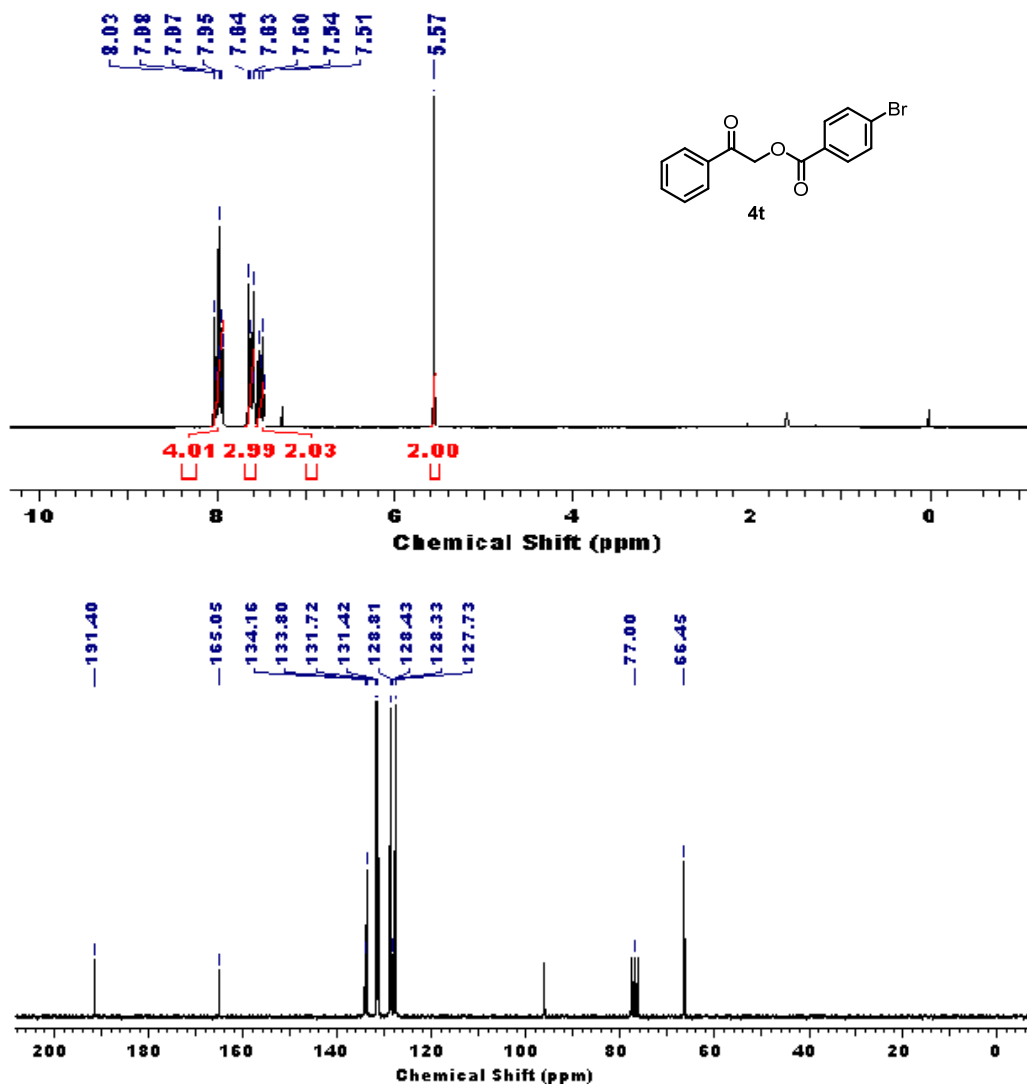 8.03 7.98 7.97 7.95 7.64 7.63 7.60 7.54 7.51 5.57
O
Br
O
O
4t
4.01 2.99 2.03 2.00
10 8 6 4 2 0
Chemical Shift (ppm)
191.40 165.05 134.16 133.80 131.72 131.42 128.81 128.43 128.33 127.73 77.00 66.45
200 180 160 140 120 100 80 60 40 20 0
Chemical Shift (ppm)